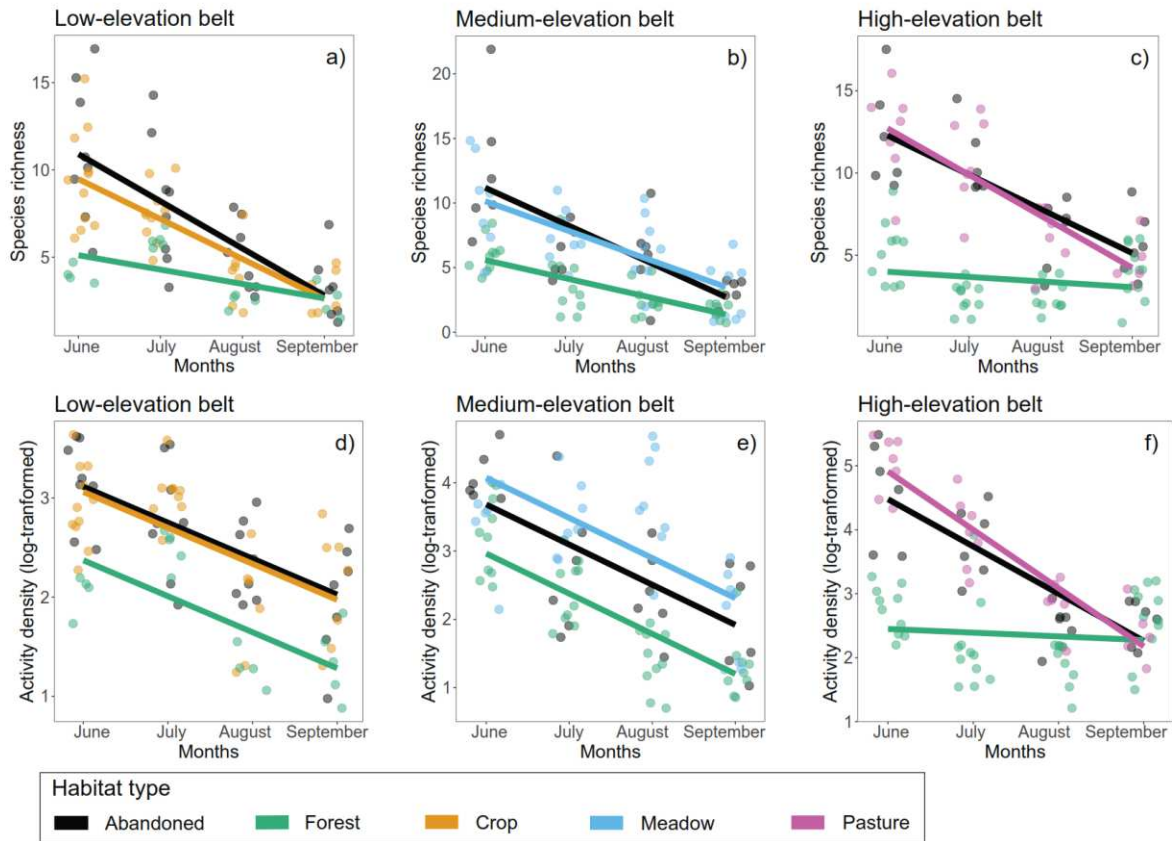 Low-elevation belt
Medium-elevation belt
High-elevation belt
a)
b)
c)
Species richness
15
10
5
Species richness
20
15
10
5
0
Species richness
15
10
5
June July August September
June July August September
June July August September
Months
Months
Months
Low-elevation belt
Medium-elevation belt
High-elevation belt
d)
e)
f)
Activity density (log-tranformed)
3
2
1
Activity density (log-tranformed)
4
3
2
1
Activity density (log-tranformed)
5
4
3
2
1
June July August September
June July August September
June July August September
Months
Months
Months
Habitat type
Abandoned Forest Crop Meadow Pasture